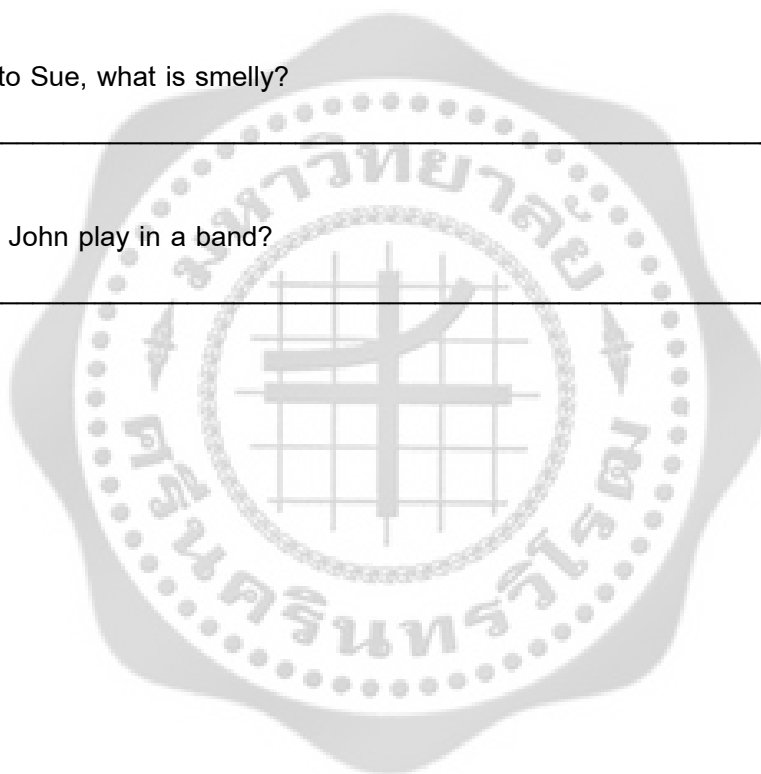 to Sue, what is smelly?
John play in a band?
มหาวิทยาลัย
ศรีนครินทรวิโรฒ